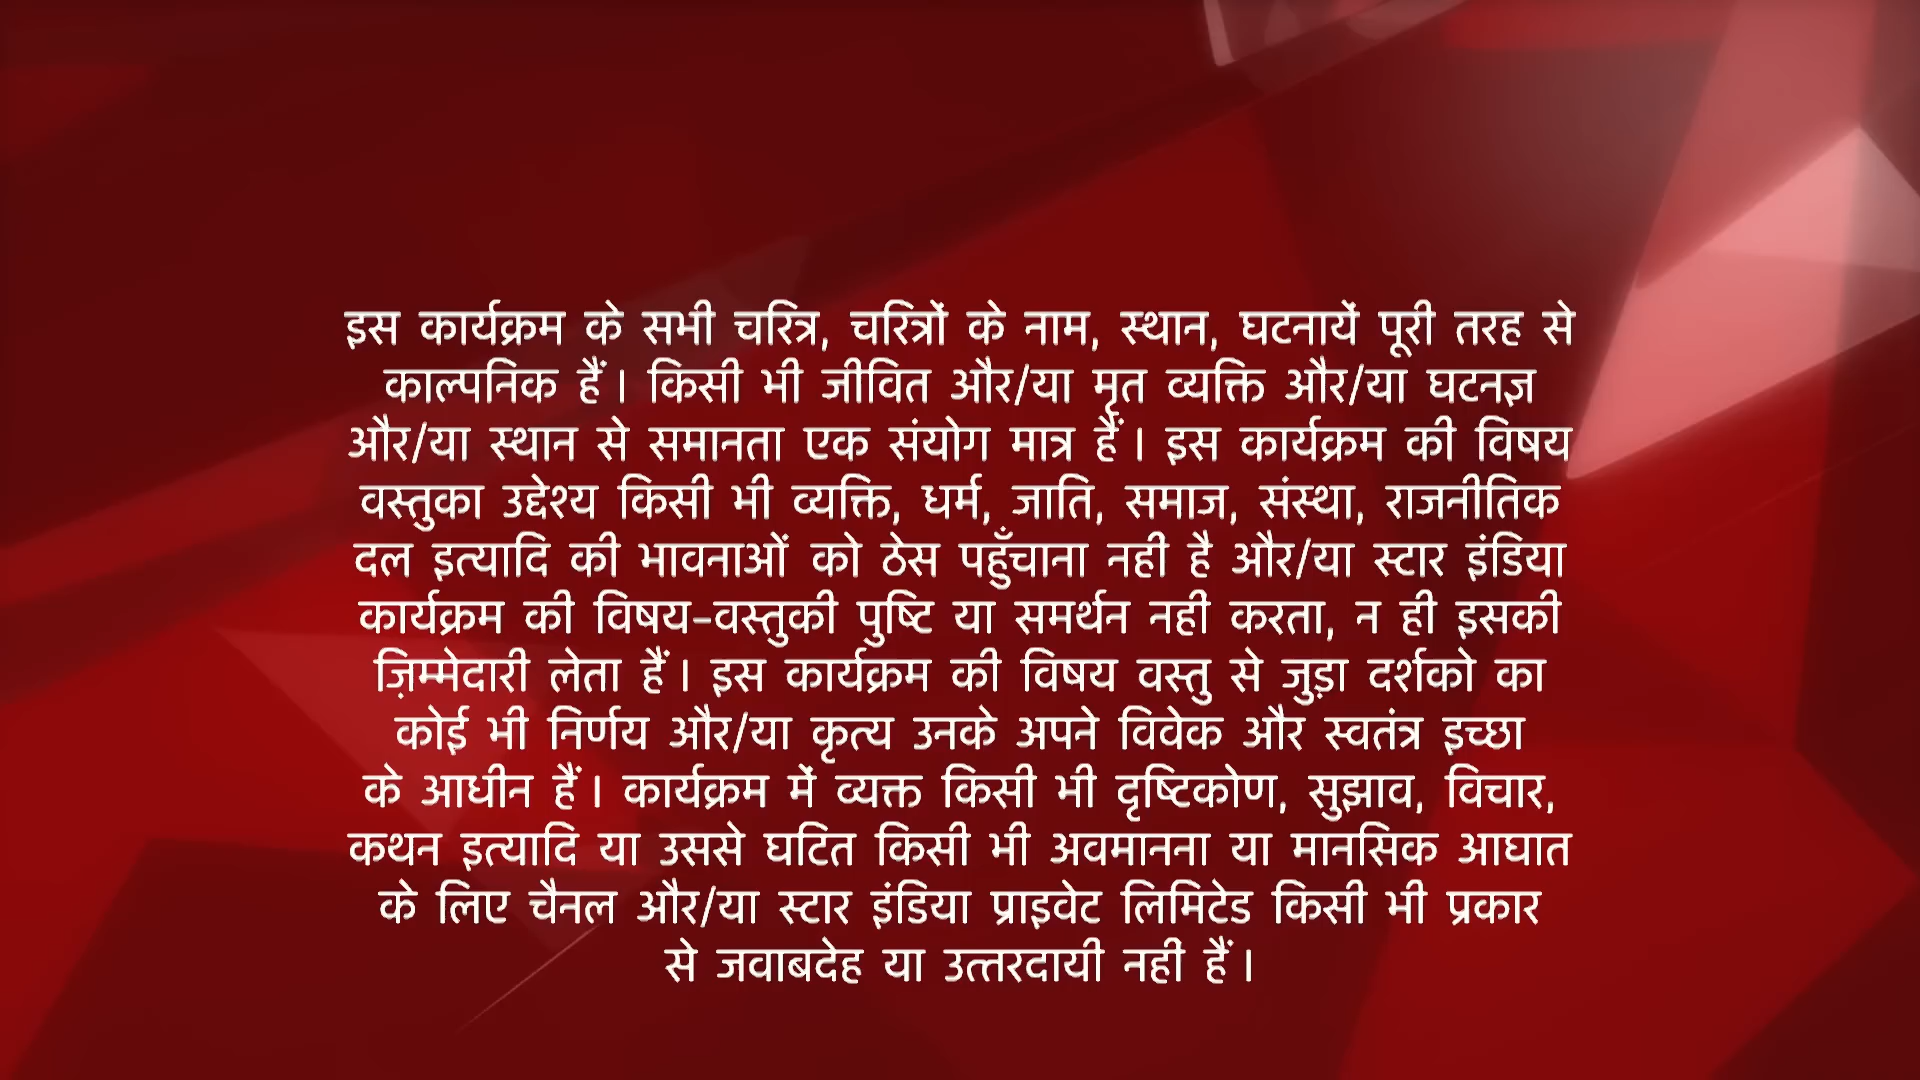 इस कार्यक्रम के सभी चरित्र, चरित्रों के नाम, स्थान, घटनायें पूरी तरह से
काल्पनिक हैं। किसी भी जीवित और/या मृत व्यक्ति और/या घटनज्ञ
और/या स्थान से समानता एक संयोग मात्र हैं। इस कार्यक्रम की विषय
वस्तुका उद्देश्य किसी भी व्यक्ति, धर्म, जाति, समाज, संस्था, राजनीतिक
दल इत्यादि की भावनाओं को ठेस पहुँचाना नही है और/या स्टार इंडिया
कार्यक्रम की विषय-वस्तुकी पुष्टि या समर्थन नही करता, न ही इसकी
ज़िम्मेदारी लेता हैं। इस कार्यक्रम की विषय वस्तु से जुड़ा दर्शको का
कोई भी निर्णय और/या कृत्य उनके अपने विवेक और स्वतंत्र इच्छा
के आधीन हैं। कार्यक्रम में व्यक्त किसी भी दृष्टिकोण, सुझाव, विचार,
कथन इत्यादि या उससे घटित किसी भी अवमानना या मानसिक आघात
के लिए चैनल और/या स्टार इंडिया प्राइवेट लिमिटेड किसी भी प्रकार
से जवाबदेह या उत्तरदायी नही हैं।